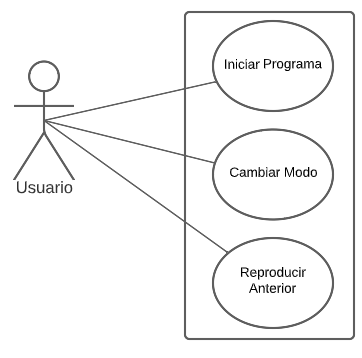 Iniciar Programa
Cambiar Modo
Usuario
Reproducir
Anterior